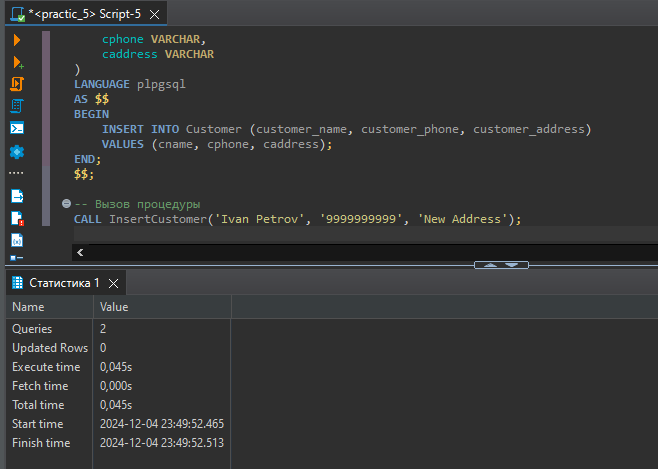 *<practic_5> Script-5
cphone VARCHAR,
caddress VARCHAR
)
LANGUAGE plpgsql
AS $$
BEGIN
INSERT INTO Customer (customer_name, customer_phone, customer_address)
VALUES (cname, cphone, caddress);
END;
$$;
-- Вызов процедуры
CALL InsertCustomer('Ivan Petrov', '9999999999', 'New Address');
Статистика 1
Name Value
Queries 2
Updated Rows 0
Execute time 0,045s
Fetch time 0,000s
Total time 0,045s
Start time 2024-12-04 23:49:52.465
Finish time 2024-12-04 23:49:52.513